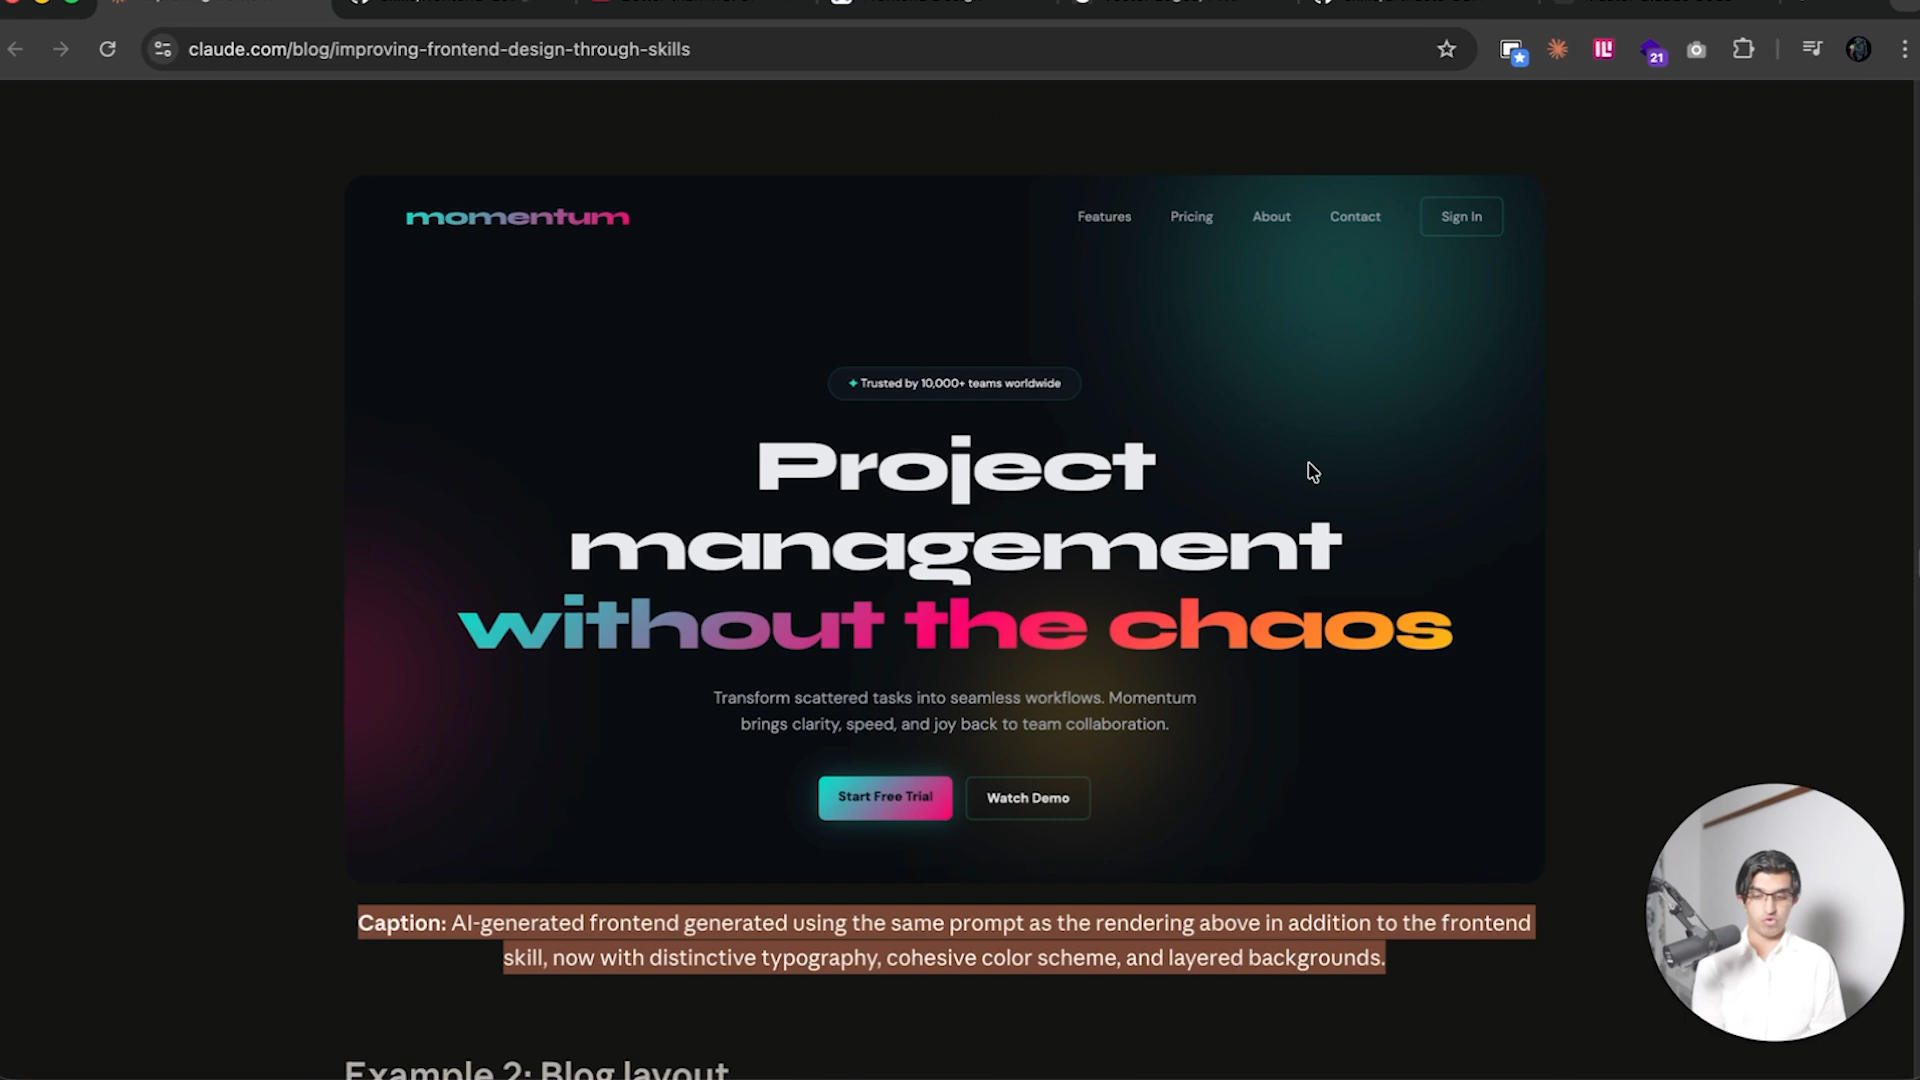 claude.com/blog/improving-frontend-design-through-skills
21
momentum
Features
Pricing
About
Contact
Sign In
✦ Trusted by 10,000+ teams worldwide
Project
management
without the chaos
Transform scattered tasks into seamless workflows. Momentum
brings clarity, speed, and joy back to team collaboration.
Start Free Trial
Watch Demo
Caption: AI-generated frontend generated using the same prompt as the rendering above in addition to the frontend
skill, now with distinctive typography, cohesive color scheme, and layered backgrounds.
Example 2: Blog layout